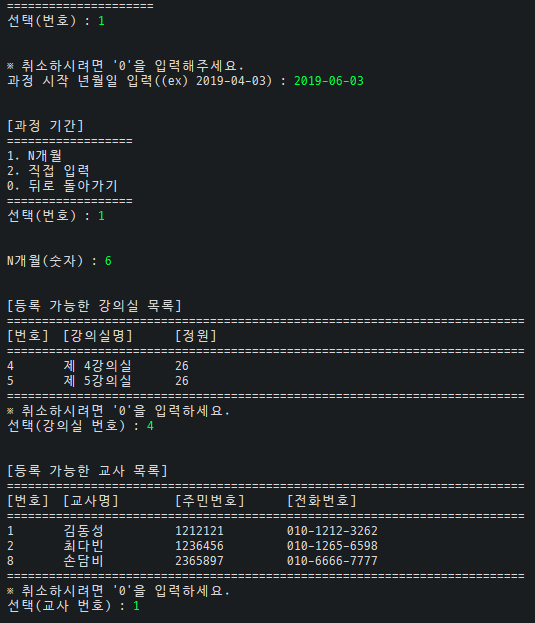 =====================
선택(번호) : 1
※ 취소하시려면 '0'을 입력해주세요.
과정 시작 년월일 입력((ex) 2019-04-03) : 2019-06-03
[과정 기간]
==================
1. N개월
2. 직접 입력
0. 뒤로 돌아가기
==================
선택(번호) : 1
N개월(숫자) : 6
[등록 가능한 강의실 목록]
==========================================================================
[번호] [강의실명] [정원]
==========================================================================
4 제 4강의실 26
5 제 5강의실 26
==========================================================================
※ 취소하시려면 '0'을 입력하세요.
선택(강의실 번호) : 4
[등록 가능한 교사 목록]
==========================================================================
[번호] [교사명] [주민번호] [전화번호]
==========================================================================
1 김동성 1212121 010-1212-3262
2 최다빈 1236456 010-1265-6598
8 손담비 2365897 010-6666-7777
==========================================================================
※ 취소하시려면 '0'을 입력하세요.
선택(교사 번호) : 1